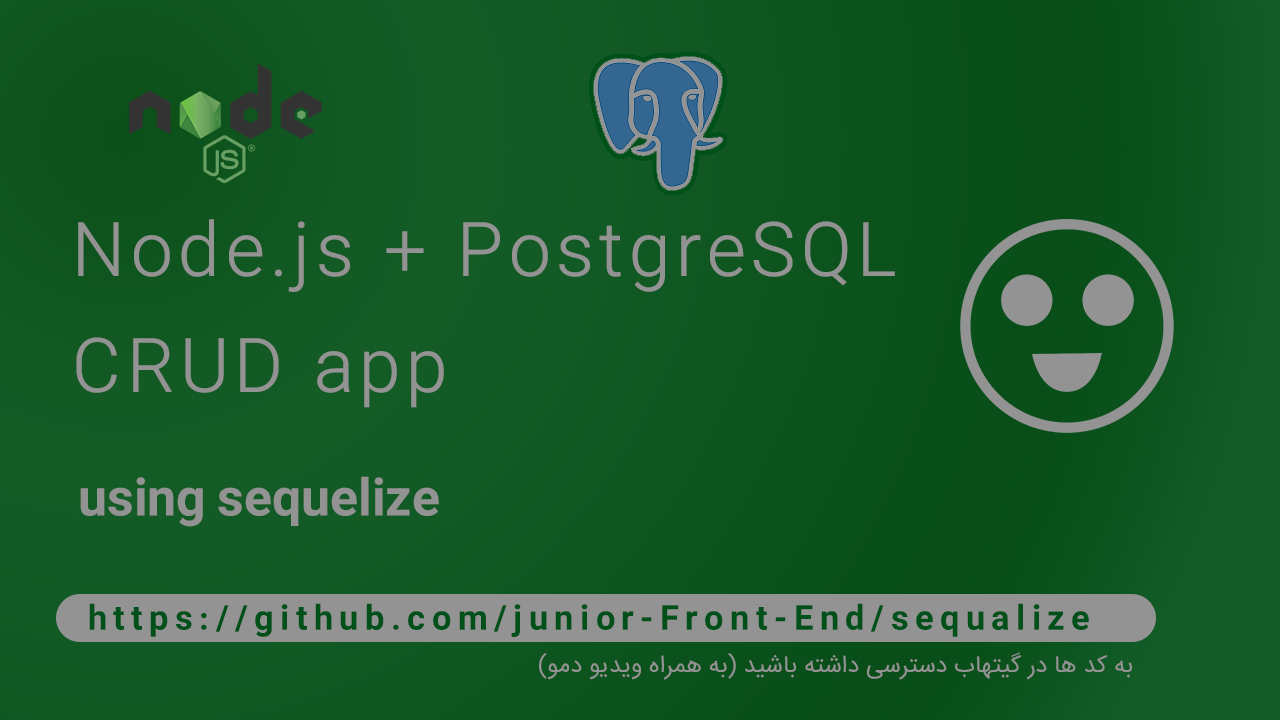 node
JS®
Node.js + PostgreSQL
CRUD app
using sequelize
https://github.com/junior-Front-End/sequalize
به کد ها در گیتهاب دسترسی داشته باشید (به همراه ویدیو دمو)